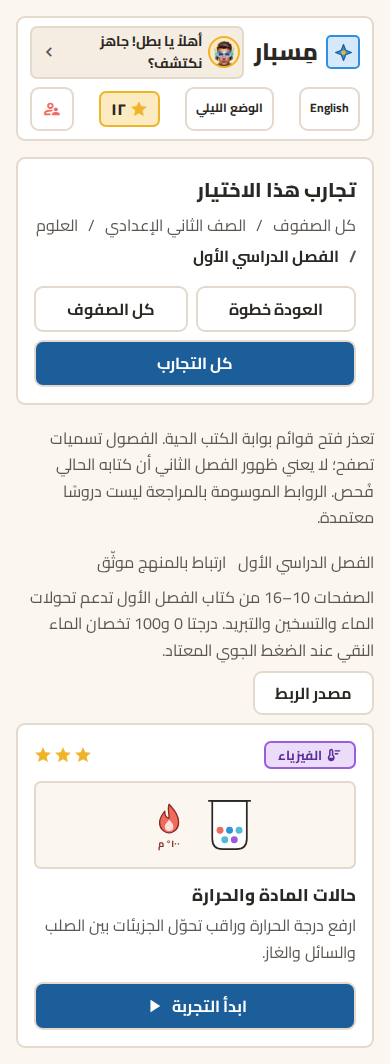 مِسبار
أهلاً يا بطل! جاهز
نكتشف؟
English
الوضع الليلي
١٢
تجارب هذا الاختيار
كل الصفوف / الصف الثاني الإعدادي / العلوم
/ الفصل الدراسي الأول
العودة خطوة
كل الصفوف
كل التجارب
تعذر فتح قوائم بوابة الكتب الحية. الفصول تسميات
تصفح؛ لا يعني ظهور الفصل الثاني أن كتابه الحالي
فُحص. الروابط الموسومة بالمراجعة ليست دروسًا
معتمدة.
الفصل الدراسي الأول ارتباط بالمنهج موثّق
الصفحات 10–16 من كتاب الفصل الأول تدعم تحولات
الماء والتسخين والتبريد. درجتا 0 و100 تخصان الماء
النقي عند الضغط الجوي المعتاد.
مصدر الربط
الفيزياء
١٠٠° م
حالات المادة والحرارة
ارفع درجة الحرارة وراقب تحوّل الجزيئات بين الصلب
والسائل والغاز.
ابدأ التجربة